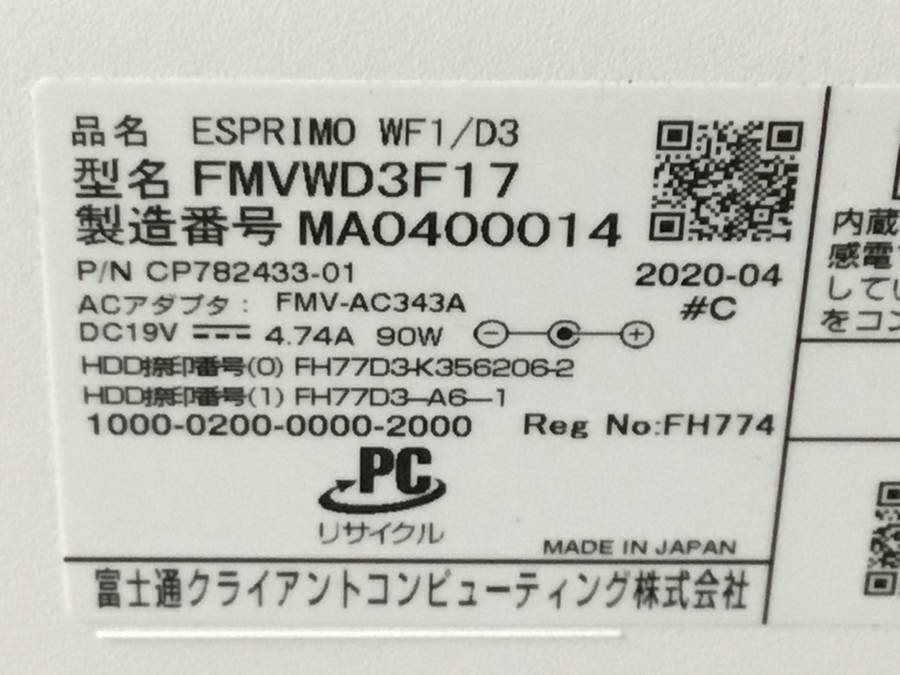 品名 ESPRIMO WF1/D3
型名 FMVWD3F17
製造番号 MA0400014
P/N CP782433-01
2020-04
ACアダプタ: FMV-AC343A
#C
DC19V 4.74A 90W
HDD捺印番号(0) FH77D3-K356206-2
HDD捺印番号(1) FH77D3-A6-1
1000-0200-0000-2000 Reg No:FH774
PC
リサイクル
MADE IN JAPAN
富士通クライアントコンピューティング株式会社
内蔵
感電
してい
をコン